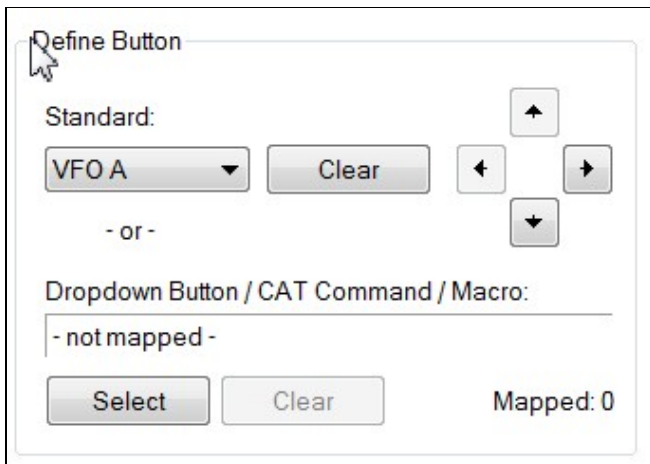 Define Button
Standard:
VFO A Clear
- or -
Dropdown Button / CAT Command / Macro:
- not mapped -
Select Clear Mapped: 0